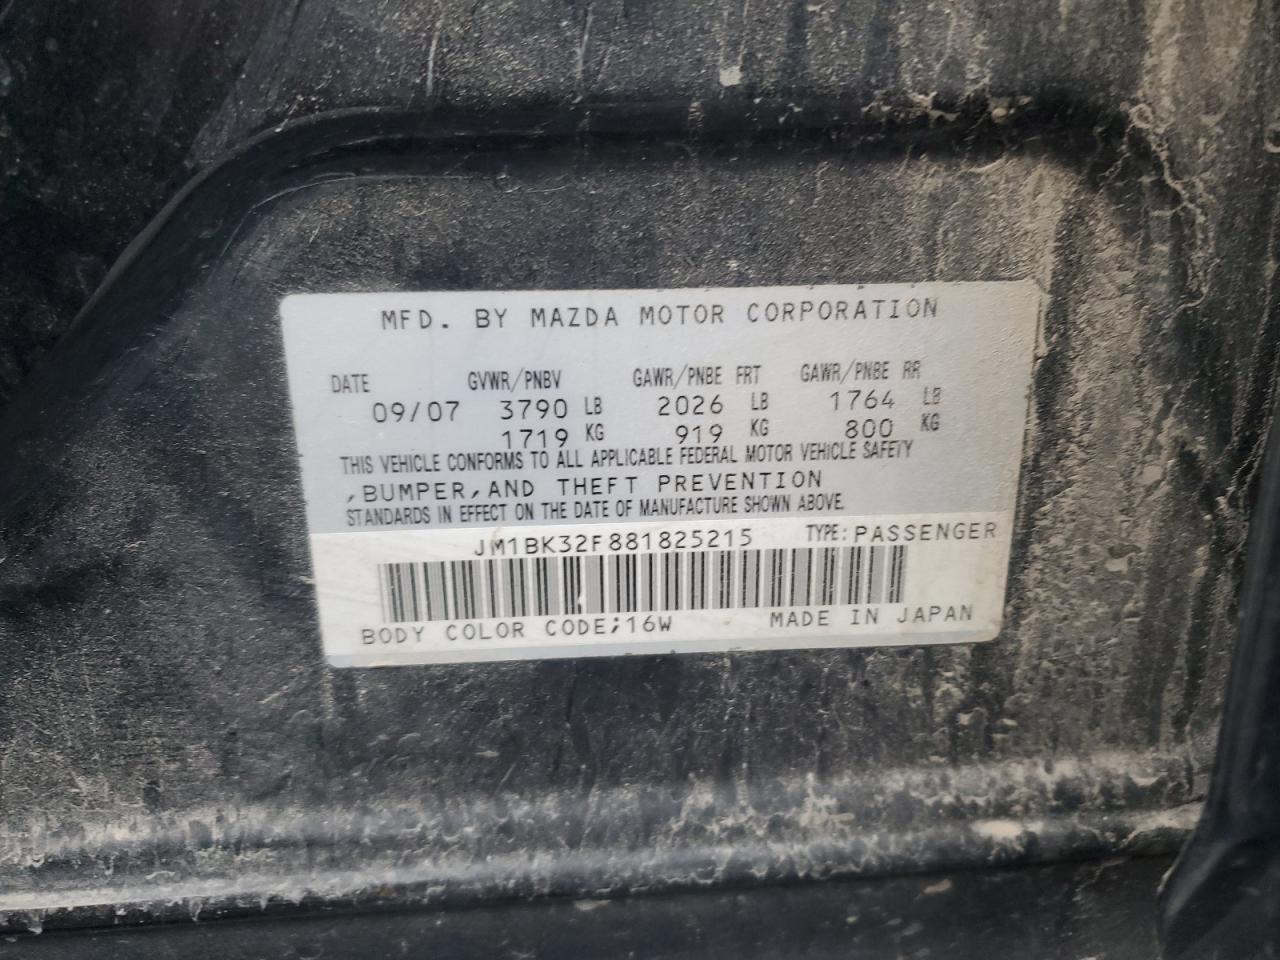 MFD. BY MAZDA MOTOR CORPORATION
DATE GVWR/PNBV GAWR/PNBE FRT GAWR/PNBE RR
09/07 3790 LB 2026 LB 1764 LB
1719 KG 919 KG 800 KG
THIS VEHICLE CONFORMS TO ALL APPLICABLE FEDERAL MOTOR VEHICLE SAFETY
,BUMPER,AND THEFT PREVENTION
STANDARDS IN EFFECT ON THE DATE OF MANUFACTURE SHOWN ABOVE.
JM1BK32F881825215 TYPE: PASSENGER
BODY COLOR CODE;16W MADE IN JAPAN